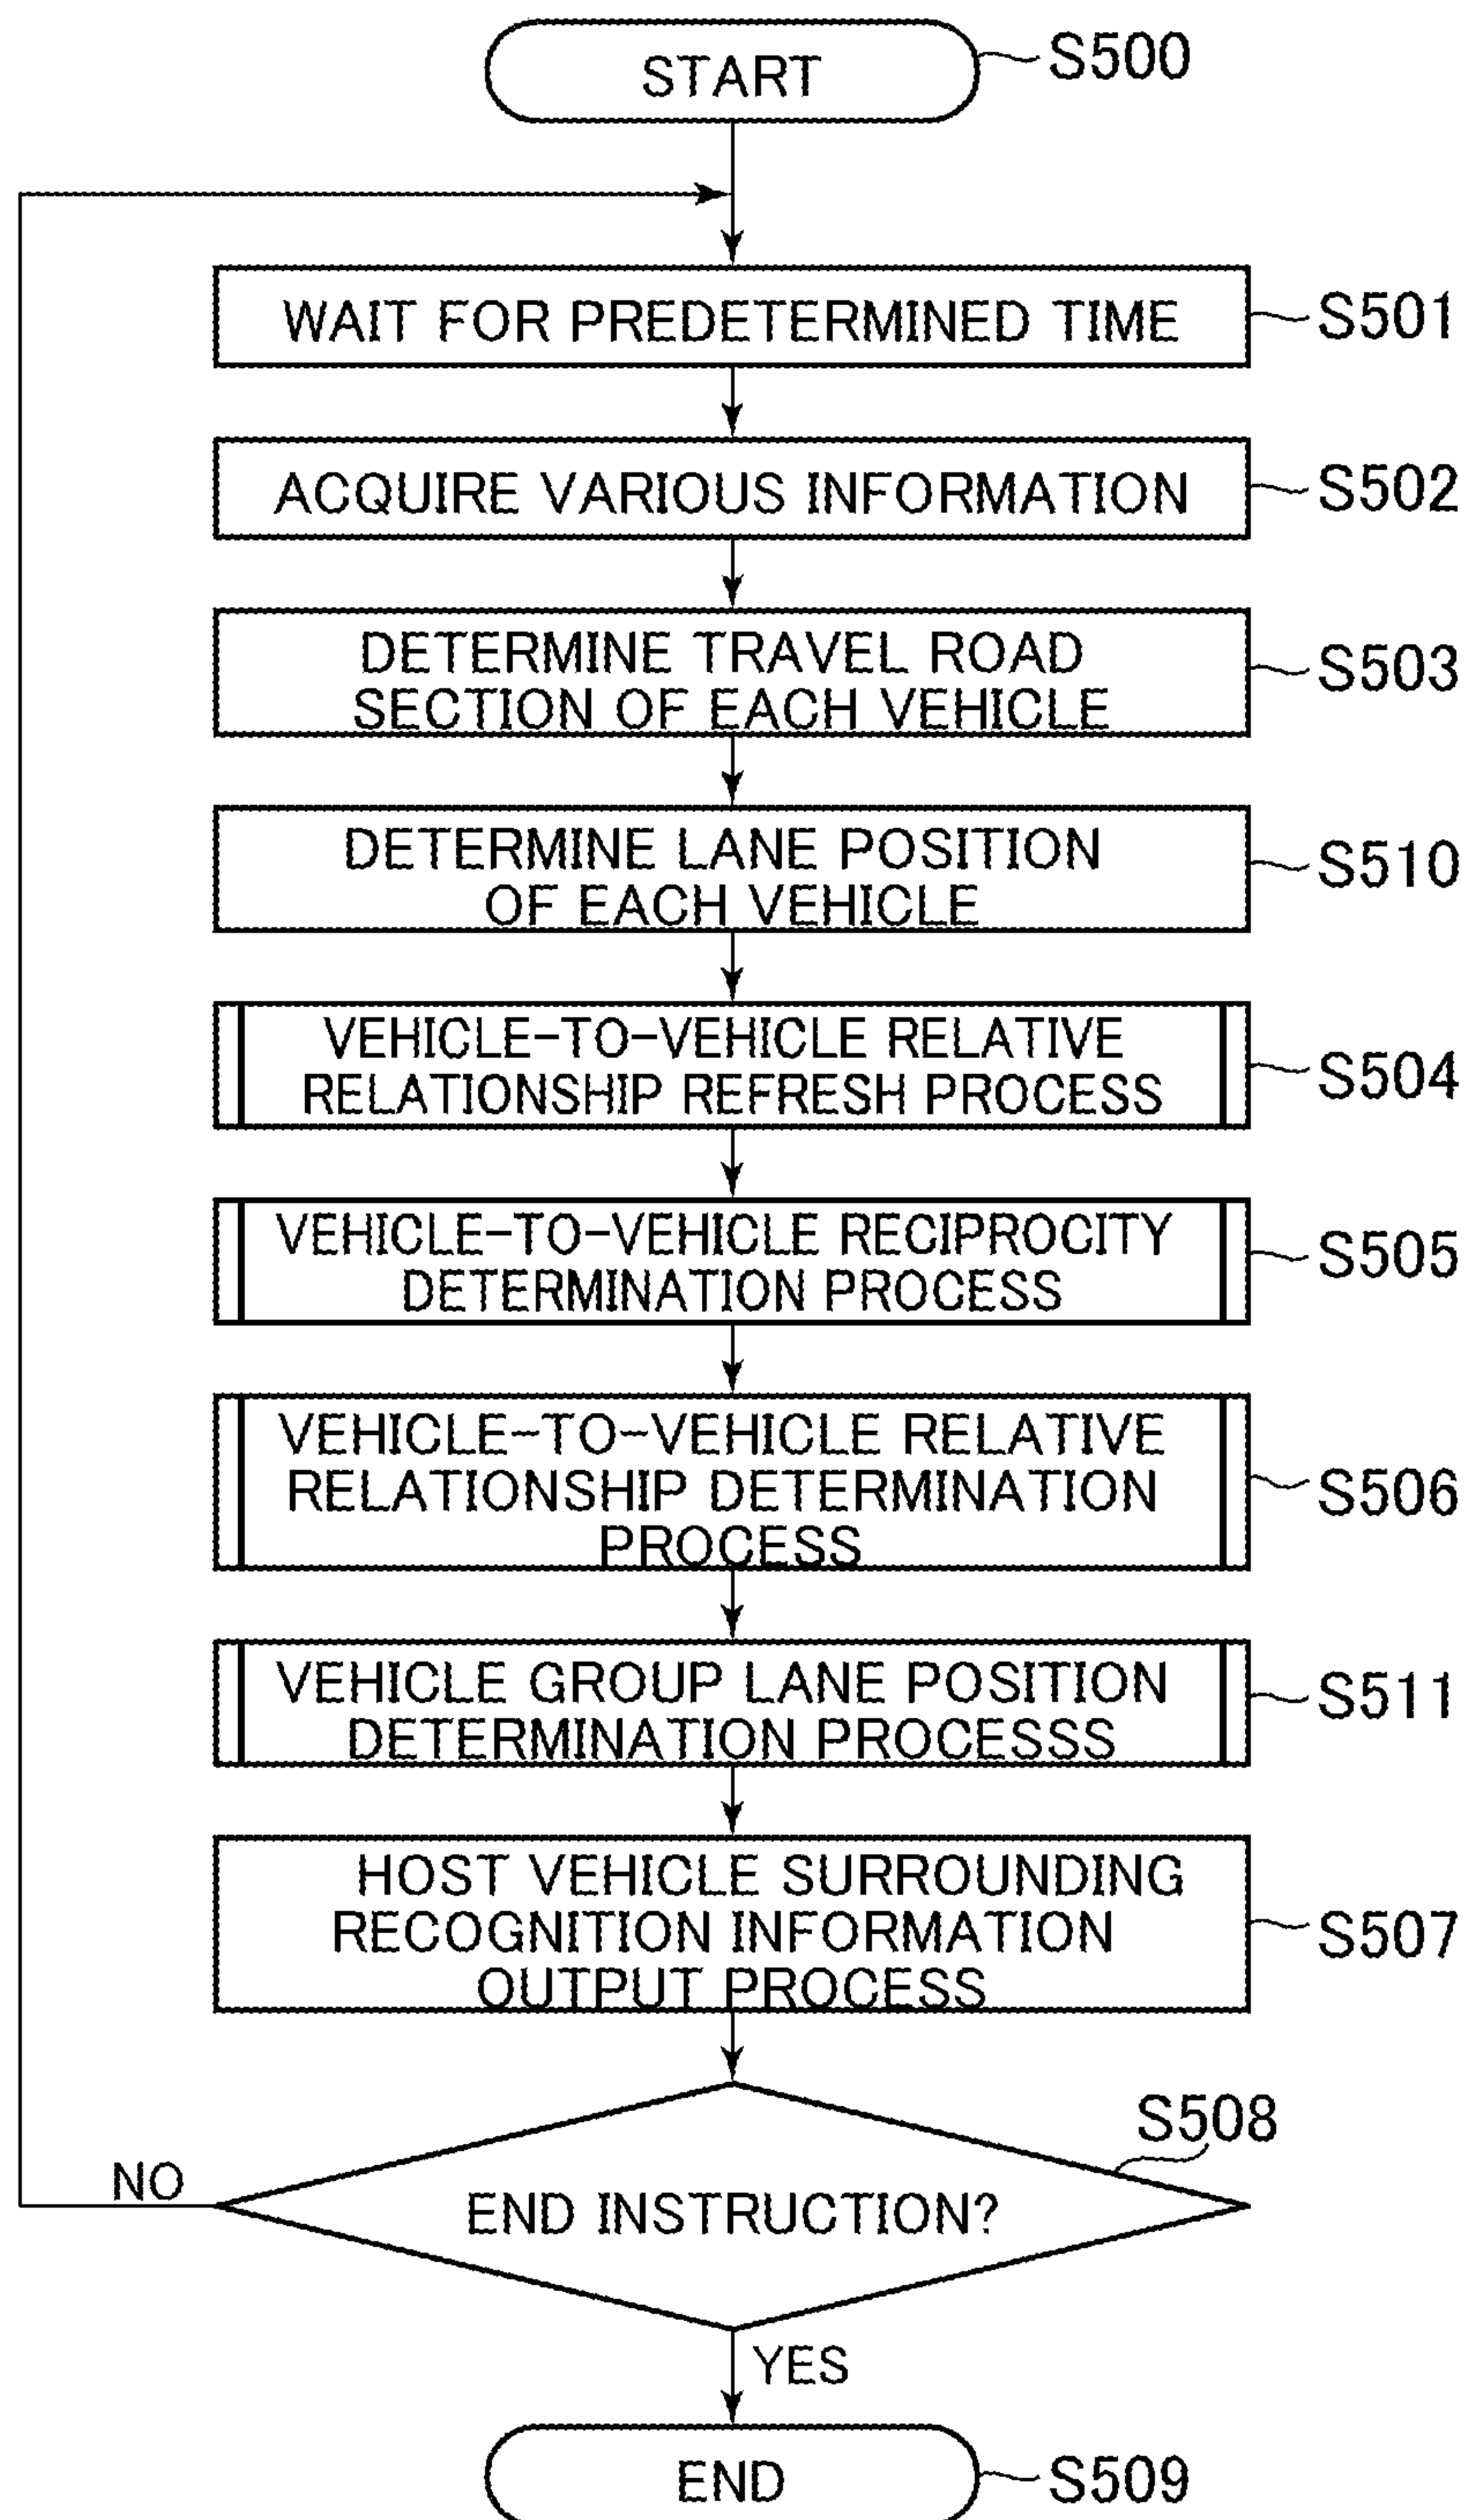 START
S500
WAIT FOR PREDETERMINED TIME
S501
ACQUIRE VARIOUS INFORMATION
S502
DETERMINE TRAVEL ROAD
SECTION OF EACH VEHICLE
S503
DETERMINE LANE POSITION
OF EACH VEHICLE
S510
VEHICLE-TO-VEHICLE RELATIVE
RELATIONSHIP REFRESH PROCESS
S504
VEHICLE-TO-VEHICLE RECIPROCITY
DETERMINATION PROCESS
S505
VEHICLE-TO-VEHICLE RELATIVE
RELATIONSHIP DETERMINATION
PROCESS
S506
VEHICLE GROUP LANE POSITION
DETERMINATION PROCESSS
S511
HOST VEHICLE SURROUNDING
RECOGNITION INFORMATION
OUTPUT PROCESS
S507
S508
NO
END INSTRUCTION?
YES
END
S509